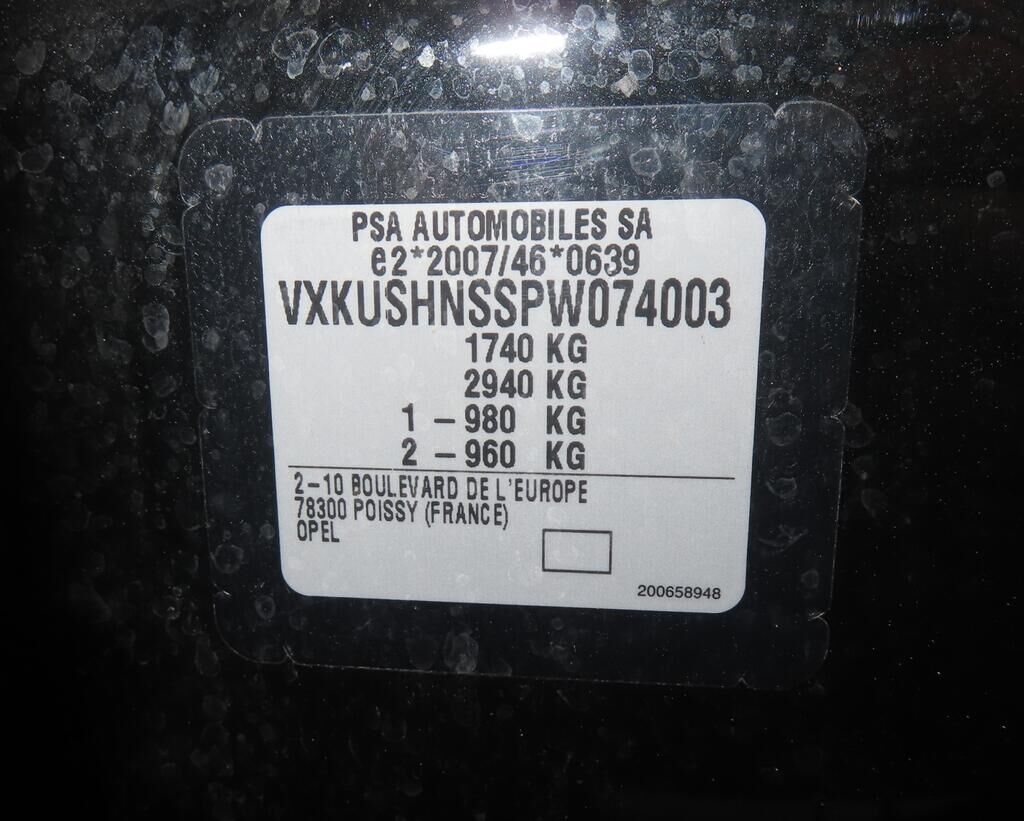 PSA AUTOMOBILES SA
e2*2007/46*0639
VXKUSHNSSPW074003
1740 KG
2940 KG
1 - 980 KG
2 - 960 KG
2-10 BOULEVARD DE L'EUROPE
78300 POISSY (FRANCE)
OPEL
200658948